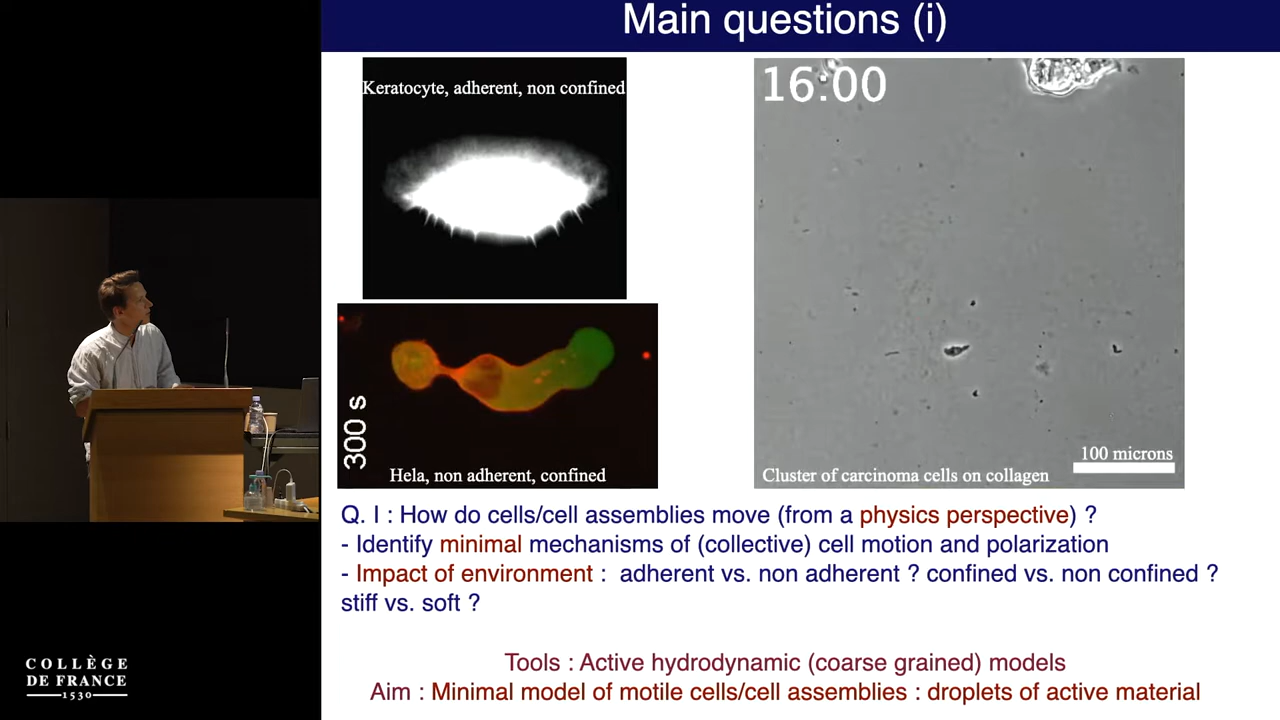 Main questions (i)
Keratocyte, adherent, non confined
16:00
300 s
Hela, non adherent, confined
100 microns
Cluster of carcinoma cells on collagen
Q. I : How do cells/cell assemblies move (from a physics perspective) ?
- Identify minimal mechanisms of (collective) cell motion and polarization
- Impact of environment : adherent vs. non adherent ? confined vs. non confined ?
stiff vs. soft ?
Tools : Active hydrodynamic (coarse grained) models
Aim : Minimal model of motile cells/cell assemblies : droplets of active material
COLLÈGE
DE FRANCE
1530